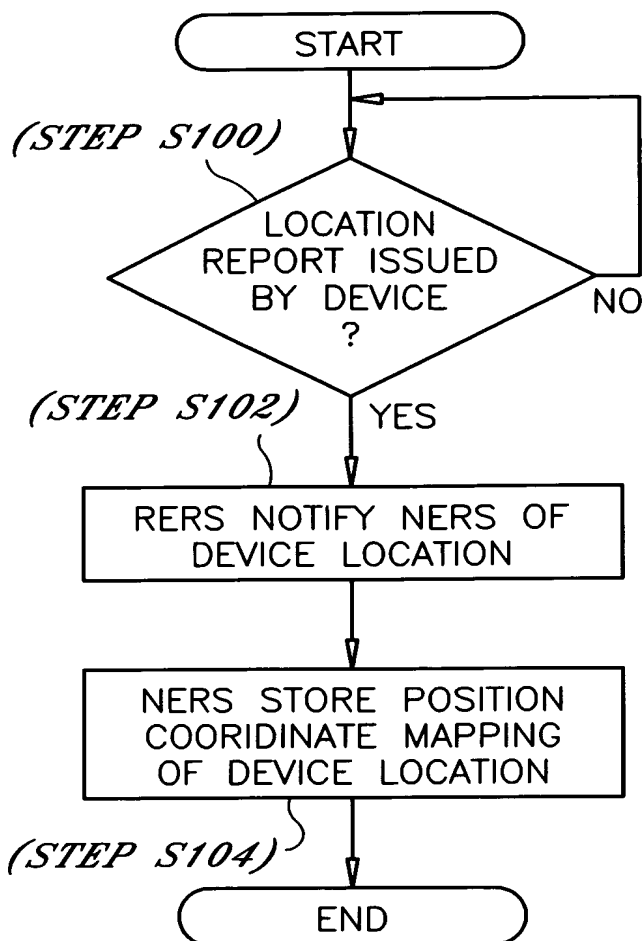 START
(STEP S100)
LOCATION
REPORT ISSUED
BY DEVICE
?
NO
(STEP S102)
YES
RERS NOTIFY NERS OF
DEVICE LOCATION
NERS STORE POSITION
COORIDINATE MAPPING
OF DEVICE LOCATION
(STEP S104)
END